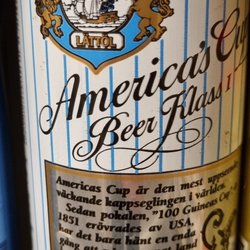 LÄTTÖL
America's Cup
Beer Klass I
Americas Cup är den mest
väckande kappseglingen i världen.
Sedan pokalen, "100 Guineas Cup"
1851 erövrades av USA,
har det bara hänt en enda
gång att
land